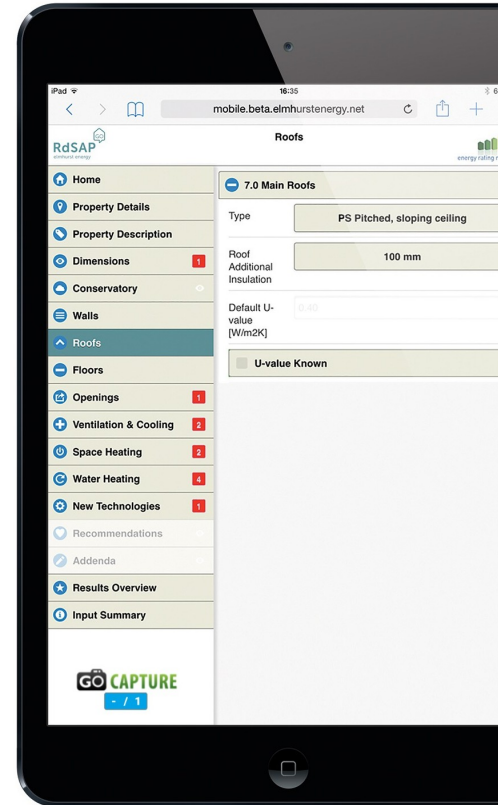 iPad
16:35
6
mobile.beta.elmhurstenergy.net
GO
RdSAP
elmhurst energy
Roofs
energy rating r
Home
Property Details
Property Description
Dimensions 1
Conservatory
Walls
Roofs
Floors
Openings 1
Ventilation & Cooling 2
Space Heating 2
Water Heating 4
New Technologies 1
Recommendations
Addenda
Results Overview
Input Summary
GO CAPTURE
- / 1
7.0 Main Roofs
Type PS Pitched, sloping ceiling
Roof
Additional
Insulation
100 mm
Default U-
value
[W/m2K]
0.40
U-value Known